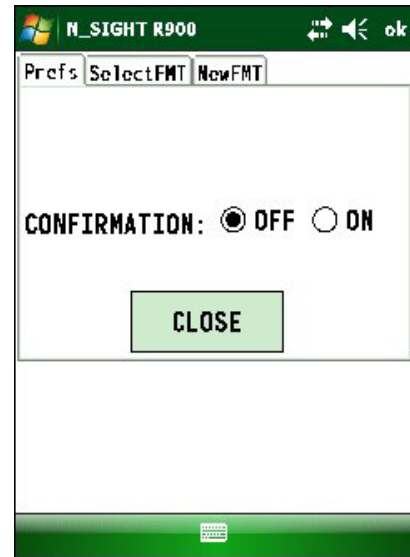 N_SIGHT R900 ok
Prefs SelectFMT NewFMT
CONFIRMATION: OFF ON
CLOSE